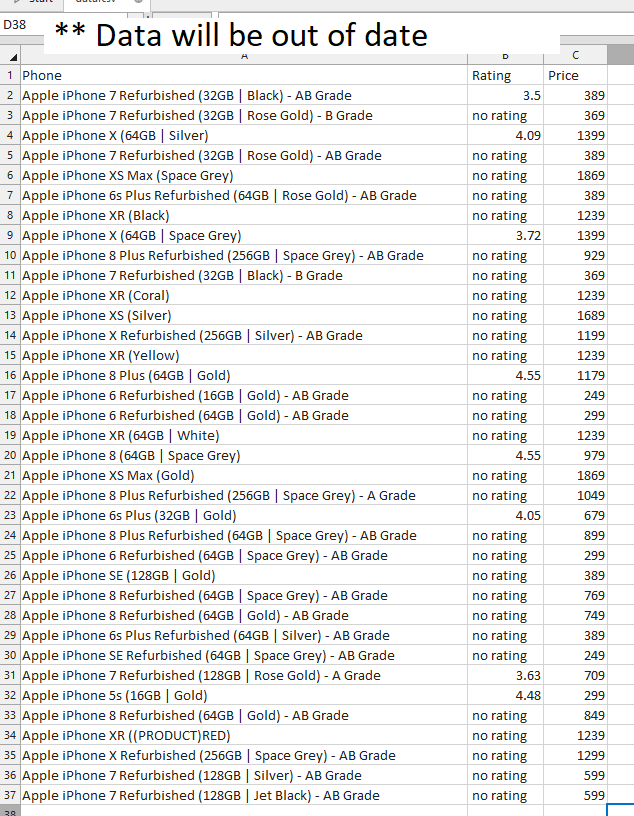 D38
** Data will be out of date
A B C
1 Phone Rating Price
2 Apple iPhone 7 Refurbished (32GB | Black) - AB Grade 3.5 389
3 Apple iPhone 7 Refurbished (32GB | Rose Gold) - B Grade no rating 369
4 Apple iPhone X (64GB | Silver) 4.09 1399
5 Apple iPhone 7 Refurbished (32GB | Rose Gold) - AB Grade no rating 389
6 Apple iPhone XS Max (Space Grey) no rating 1869
7 Apple iPhone 6s Plus Refurbished (64GB | Rose Gold) - AB Grade no rating 389
8 Apple iPhone XR (Black) no rating 1239
9 Apple iPhone X (64GB | Space Grey) 3.72 1399
10 Apple iPhone 8 Plus Refurbished (256GB | Space Grey) - AB Grade no rating 929
11 Apple iPhone 7 Refurbished (32GB | Black) - B Grade no rating 369
12 Apple iPhone XR (Coral) no rating 1239
13 Apple iPhone XS (Silver) no rating 1689
14 Apple iPhone X Refurbished (256GB | Silver) - AB Grade no rating 1199
15 Apple iPhone XR (Yellow) no rating 1239
16 Apple iPhone 8 Plus (64GB | Gold) 4.55 1179
17 Apple iPhone 6 Refurbished (16GB | Gold) - AB Grade no rating 249
18 Apple iPhone 6 Refurbished (64GB | Gold) - AB Grade no rating 299
19 Apple iPhone XR (64GB | White) no rating 1239
20 Apple iPhone 8 (64GB | Space Grey) 4.55 979
21 Apple iPhone XS Max (Gold) no rating 1869
22 Apple iPhone 8 Plus Refurbished (256GB | Space Grey) - A Grade no rating 1049
23 Apple iPhone 6s Plus (32GB | Gold) 4.05 679
24 Apple iPhone 8 Plus Refurbished (64GB | Space Grey) - AB Grade no rating 899
25 Apple iPhone 6 Refurbished (64GB | Space Grey) - AB Grade no rating 299
26 Apple iPhone SE (128GB | Gold) no rating 389
27 Apple iPhone 8 Refurbished (64GB | Space Grey) - AB Grade no rating 769
28 Apple iPhone 8 Refurbished (64GB | Gold) - AB Grade no rating 749
29 Apple iPhone 6s Plus Refurbished (64GB | Silver) - AB Grade no rating 389
30 Apple iPhone SE Refurbished (64GB | Space Grey) - AB Grade no rating 249
31 Apple iPhone 7 Refurbished (128GB | Rose Gold) - A Grade 3.63 709
32 Apple iPhone 5s (16GB | Gold) 4.48 299
33 Apple iPhone 8 Refurbished (64GB | Gold) - AB Grade no rating 849
34 Apple iPhone XR ((PRODUCT)RED) no rating 1239
35 Apple iPhone X Refurbished (256GB | Space Grey) - AB Grade no rating 1299
36 Apple iPhone 7 Refurbished (128GB | Silver) - AB Grade no rating 599
37 Apple iPhone 7 Refurbished (128GB | Jet Black) - AB Grade no rating 599
38